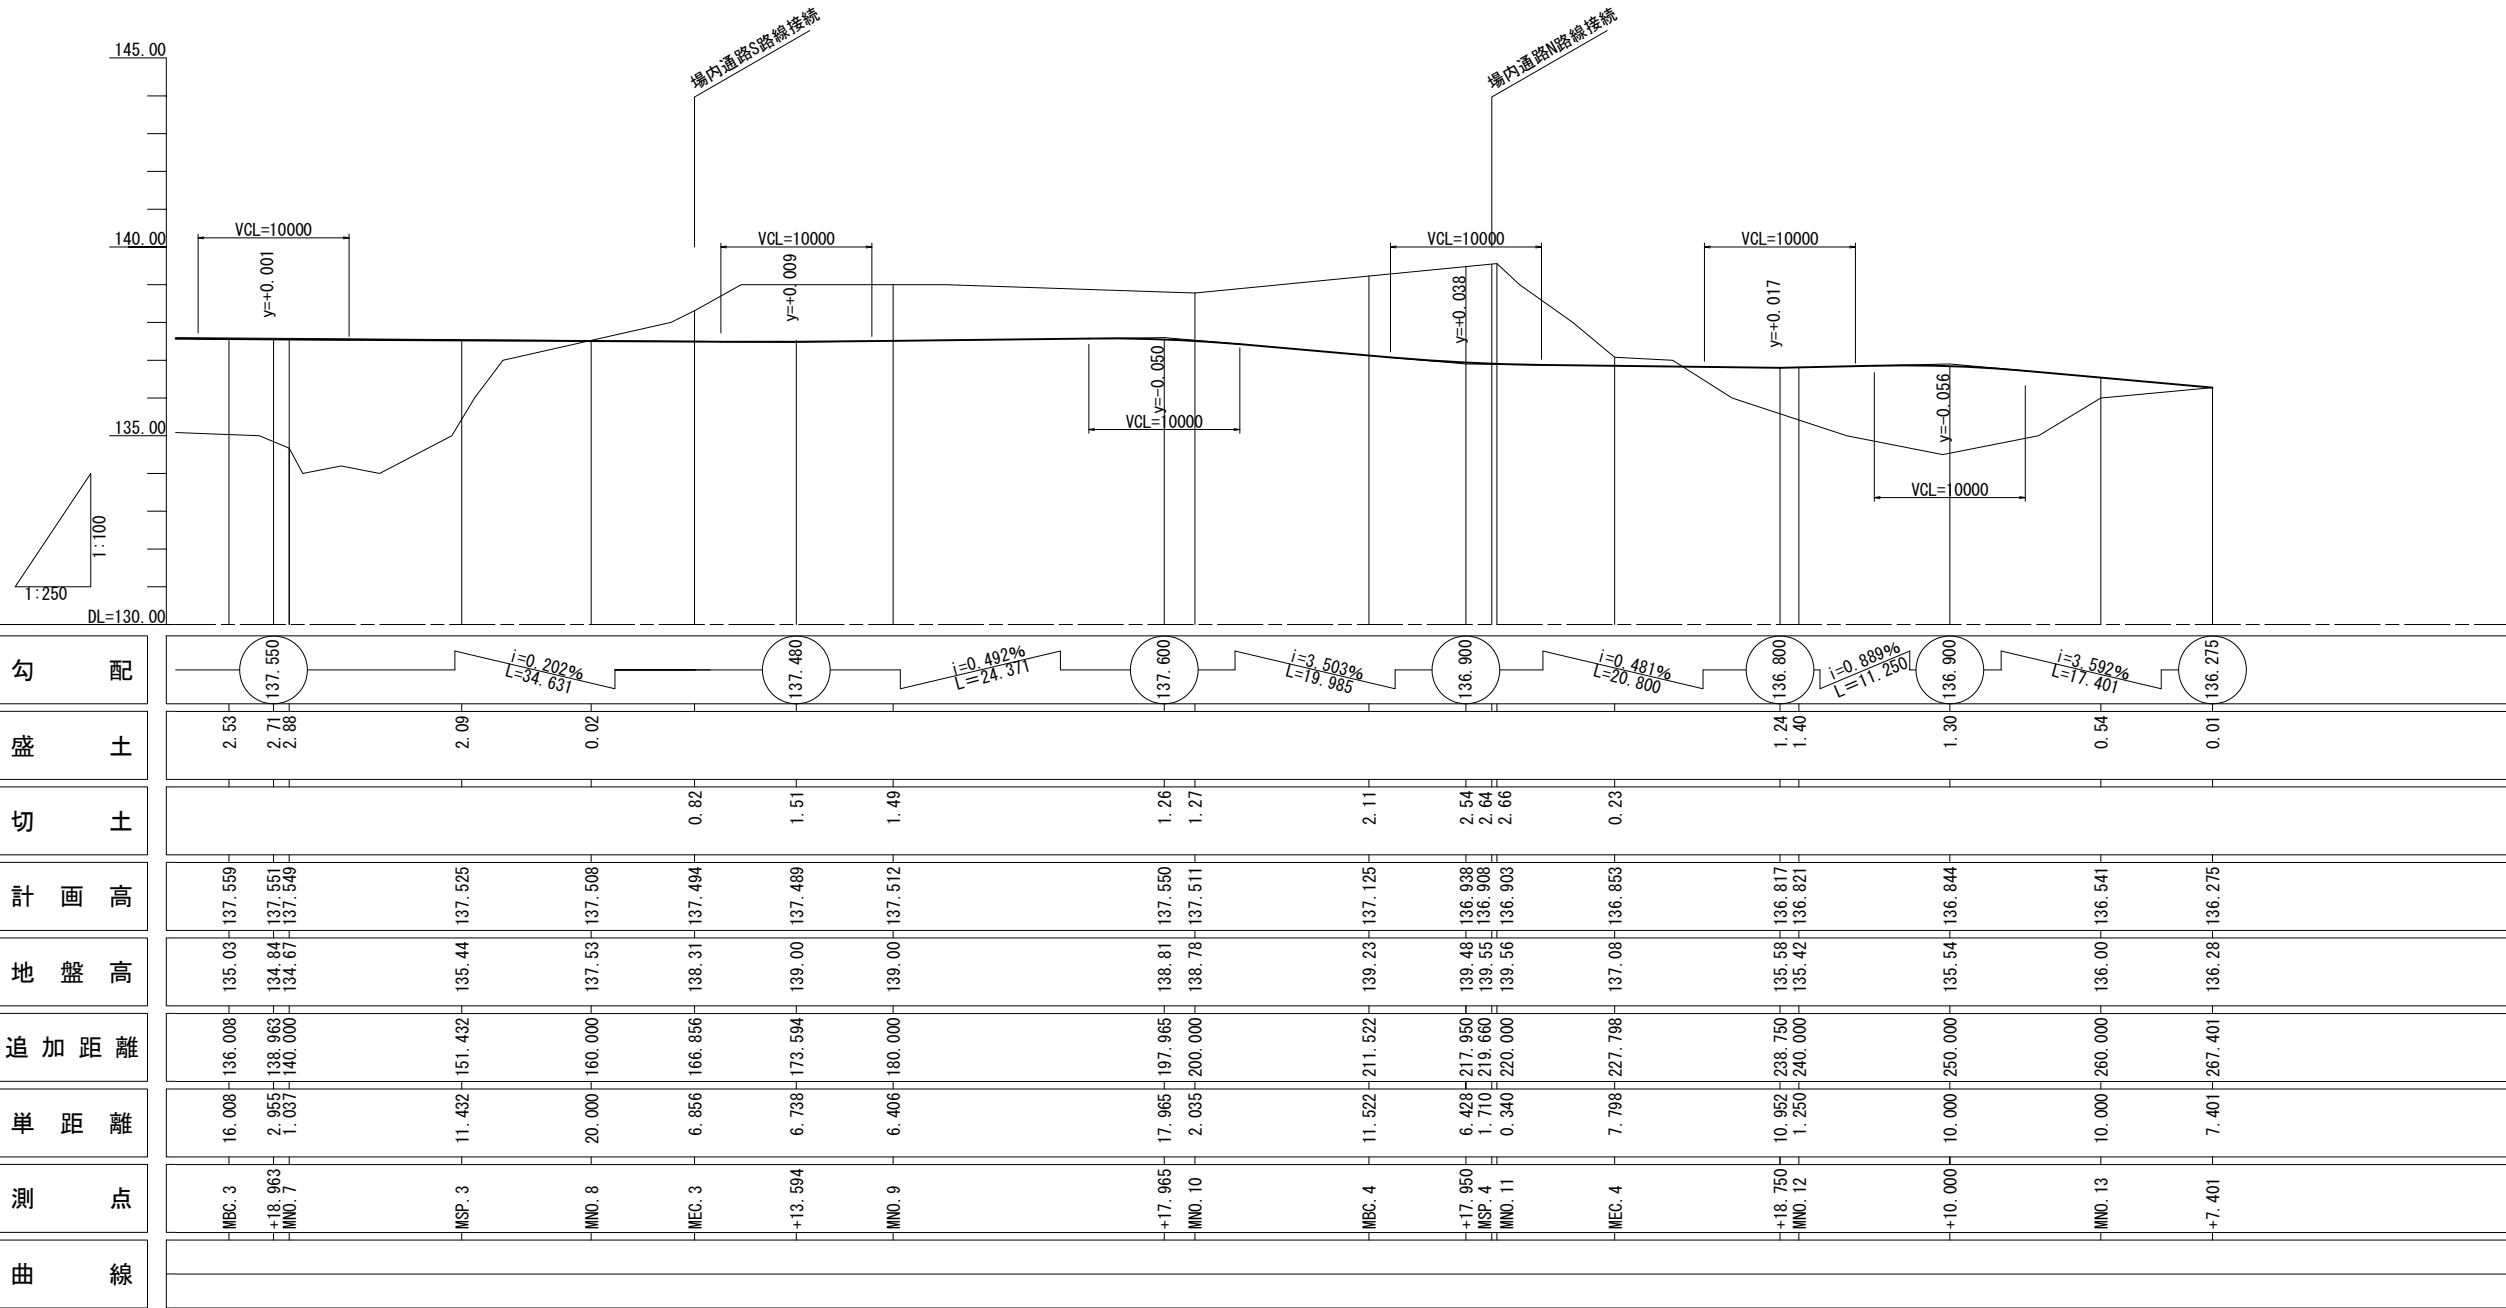 場内通路S路線接続
場内通路N路線接続
145.00
140.00
135.00
DL=130.00
1:100
1:250
VCL=10000
y=+0.001
VCL=10000
y=+0.009
y=-0.050
VCL=10000
VCL=10000
y=+0.038
VCL=10000
y=+0.017
y=-0.056
VCL=10000
勾配
137.550
i=0.202%
L=34.631
137.480
i=0.492%
L=24.371
137.600
i=3.503%
L=19.985
136.900
i=0.481%
L=20.800
136.800
i=0.889%
L=11.250
136.900
i=3.592%
L=17.401
136.275
盛土
2.53
2.71
2.88
2.09
0.02
1.24
1.40
1.30
0.54
0.01
切土
0.82
1.51
1.49
1.26
1.27
2.11
2.54
2.64
2.66
0.23
計画高
137.559
137.551
137.549
137.525
137.508
137.494
137.489
137.512
137.550
137.511
137.125
136.938
136.908
136.903
136.853
136.817
136.821
136.844
136.541
136.275
地盤高
135.03
134.84
134.67
135.44
137.53
138.31
139.00
139.00
138.81
138.78
139.23
139.48
139.55
139.56
137.08
135.58
135.42
135.54
136.00
136.28
追加距離
136.008
138.963
140.000
151.432
160.000
166.856
173.594
180.000
197.965
200.000
211.522
217.950
219.660
220.000
227.798
238.750
240.000
250.000
260.000
267.401
単距離
16.008
2.955
1.037
11.432
20.000
6.856
6.738
6.406
17.965
2.035
11.522
6.428
1.710
0.340
7.798
10.952
1.250
10.000
10.000
7.401
測点
MBC.3
+18.963
MNO.7
MSP.3
MNO.8
MEC.3
+13.594
MNO.9
+17.965
MNO.10
MBC.4
+17.950
MSP.4
MNO.11
MEC.4
+18.750
MNO.12
+10.000
MNO.13
+7.401
曲線